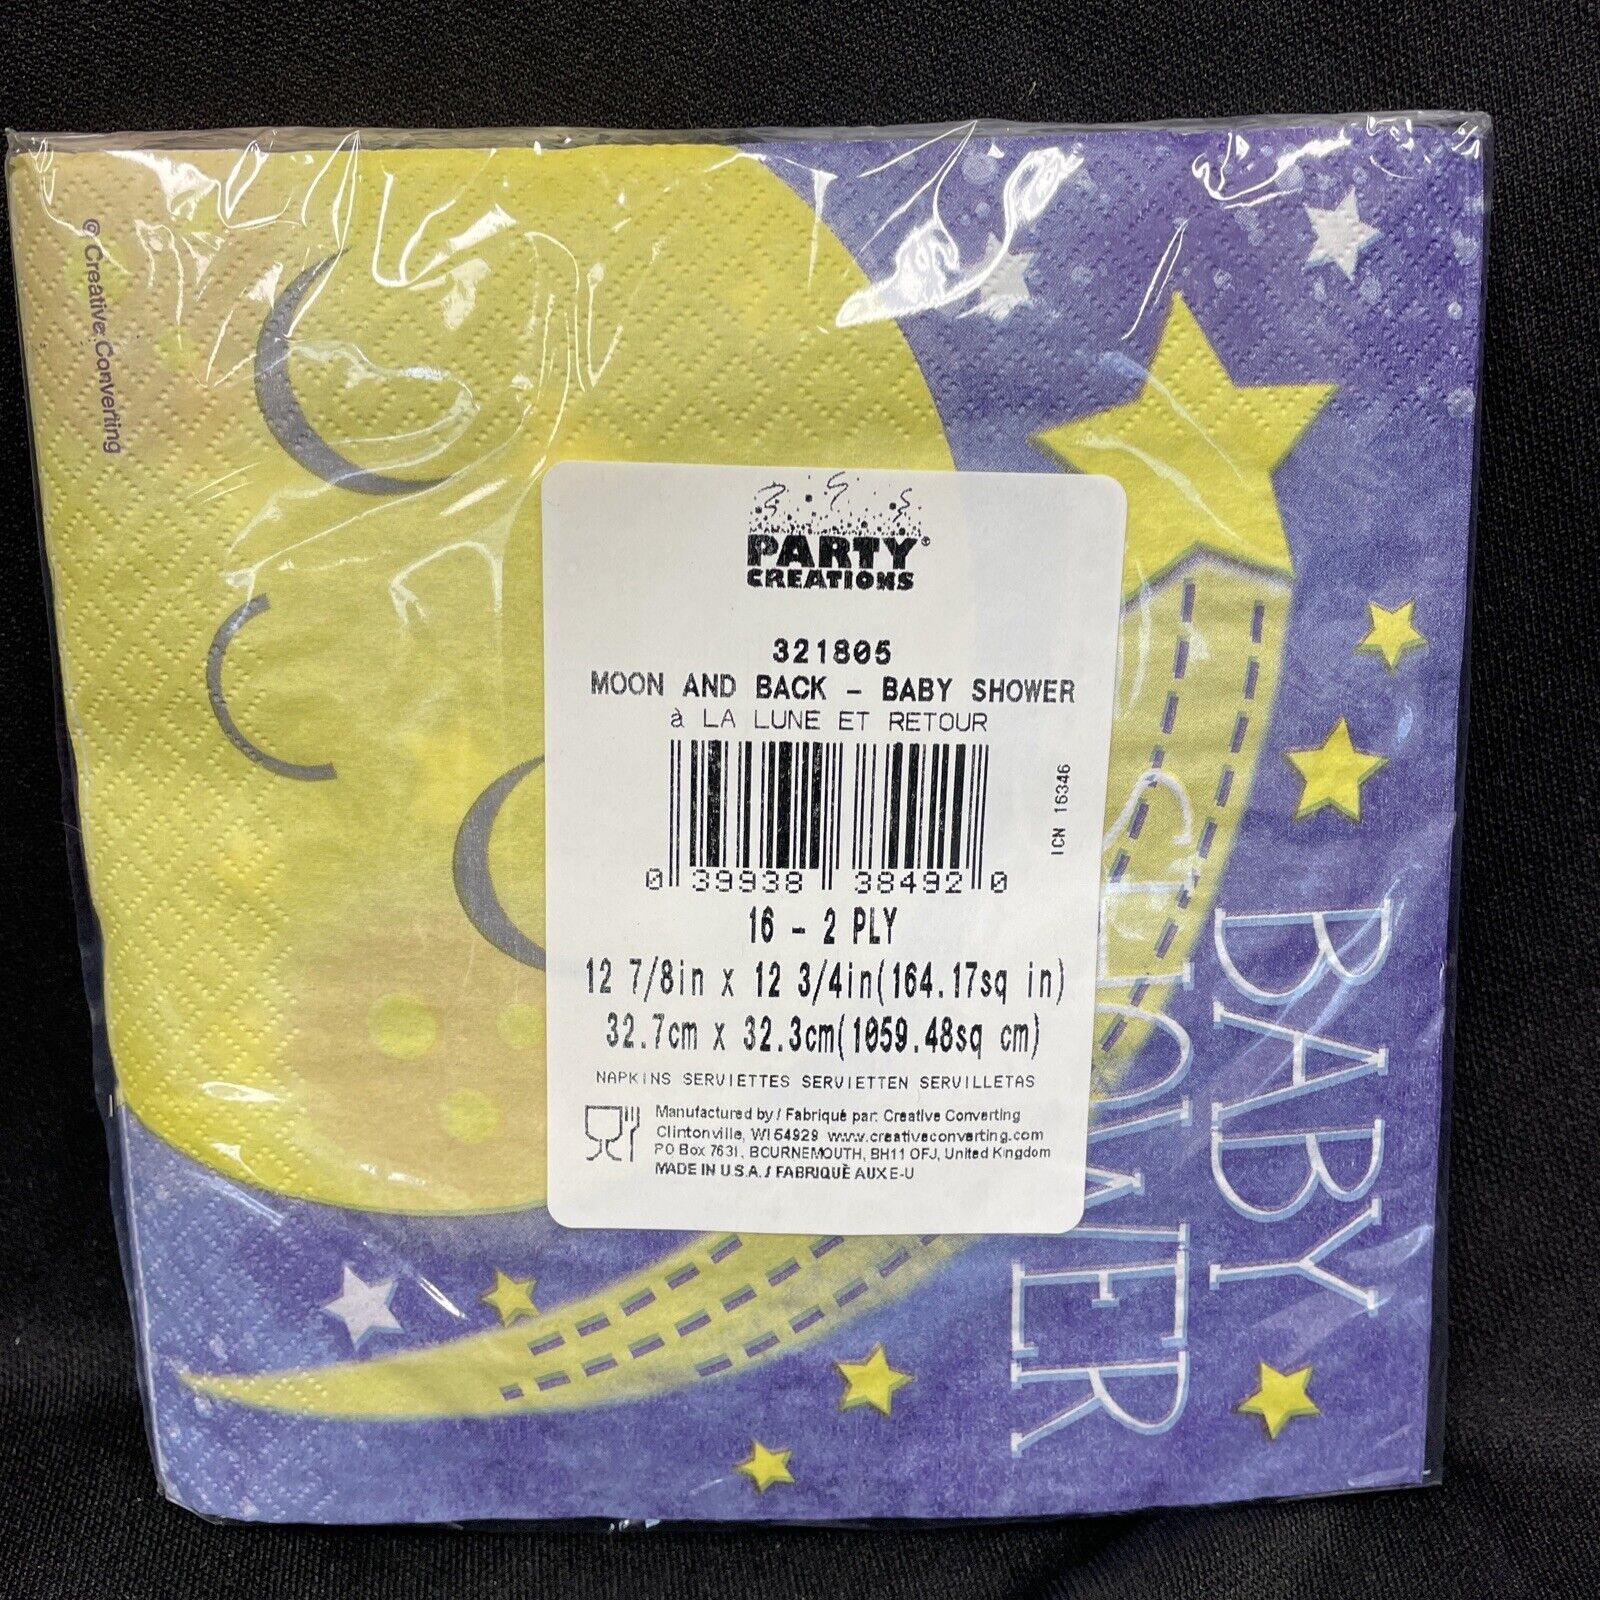 © Creative Converting
PARTY®
CREATIONS
321805
MOON AND BACK - BABY SHOWER
à LA LUNE ET RETOUR
ICN 16346
0 39938 38492 0
16 - 2 PLY
12 7/8in x 12 3/4in(164.17sq in)
32.7cm x 32.3cm(1059.48sq cm)
NAPKINS SERVIETTES SERVIETTEN SERVILLETAS
Manufactured by / Fabriqué par: Creative Converting
Clintonville, WI 54929 www.creativeconverting.com
PO Box 7631, BOURNEMOUTH, BH11 OFJ, United Kingdom
MADE IN U.S.A. / FABRIQUÈ AUX E-U
BABY
SHOWER